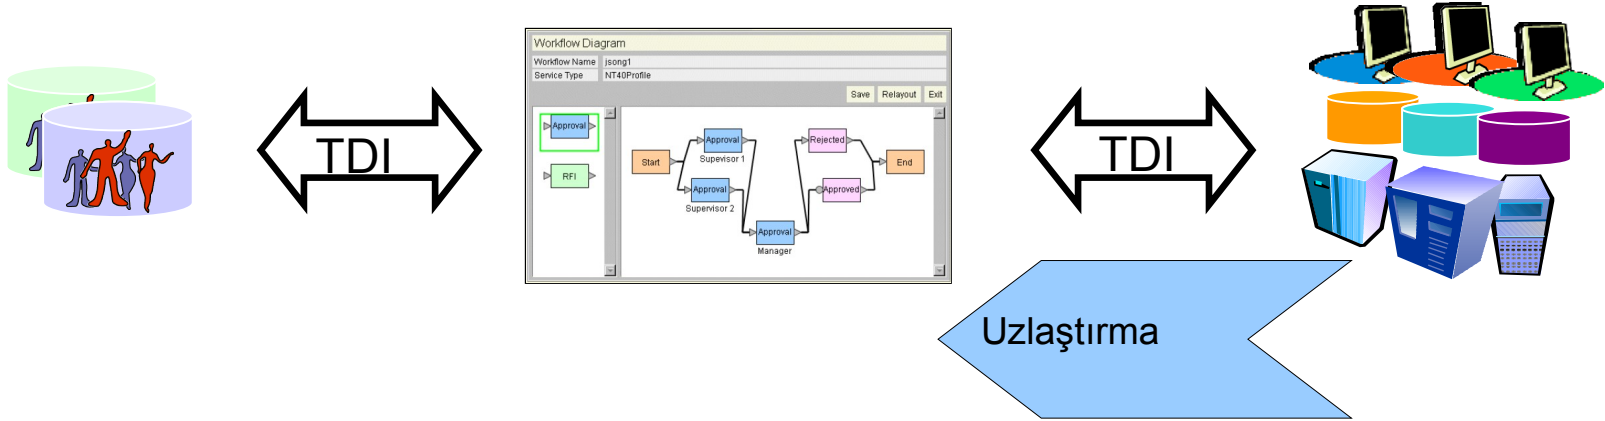 TDI
Workflow Diagram
Workflow Name jsong1
Service Type NT40Profile
Save Relayout Exit
Approval
RFI
Start
Approval
Supevisor 1
Approval
Supervisor 2
Approval
Manager
Rejected
Approved
End
TDI
Uzlaştırma